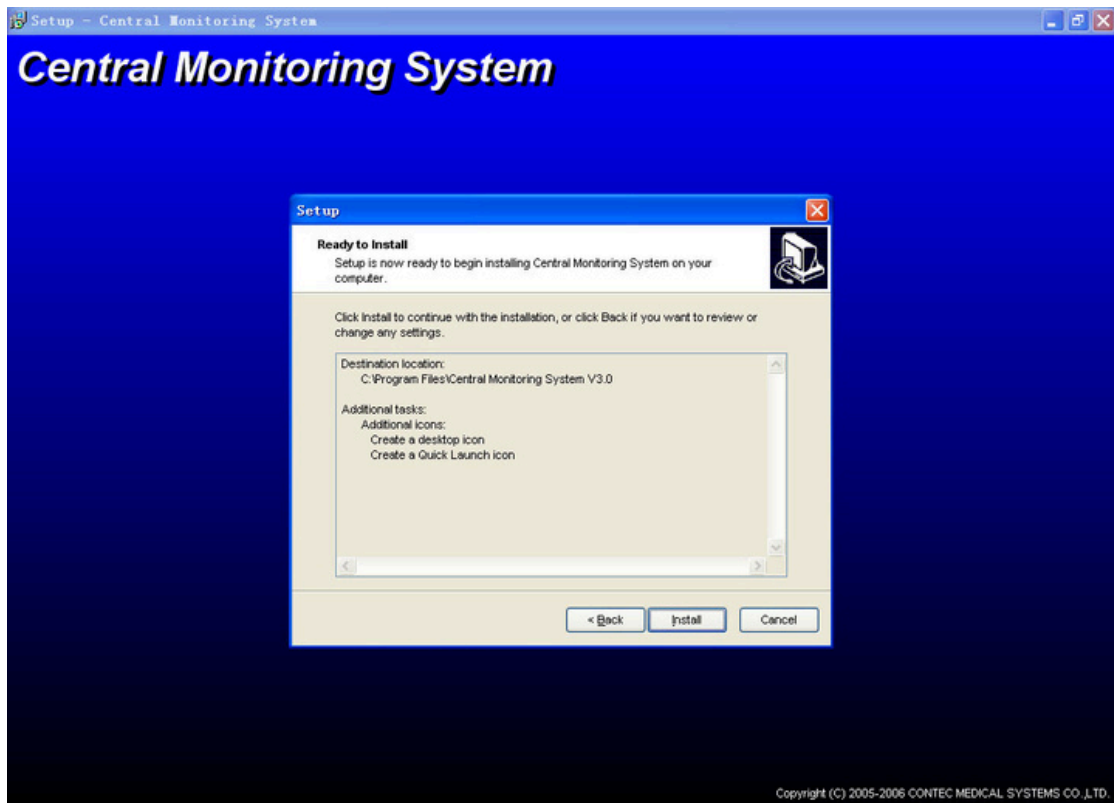 Setup - Central Monitoring System
Central Monitoring System
Setup
Ready to Install
Setup is now ready to begin installing Central Monitoring System on your
computer.
Click Install to continue with the installation, or click Back if you want to review or
change any settings.
Destination location:
C:\Program Files\Central Monitoring System V3.0
Additional tasks:
Additional icons:
Create a desktop icon
Create a Quick Launch icon
< Back
Install
Cancel
Copyright (C) 2005-2006 CONTEC MEDICAL SYSTEMS CO.,LTD.